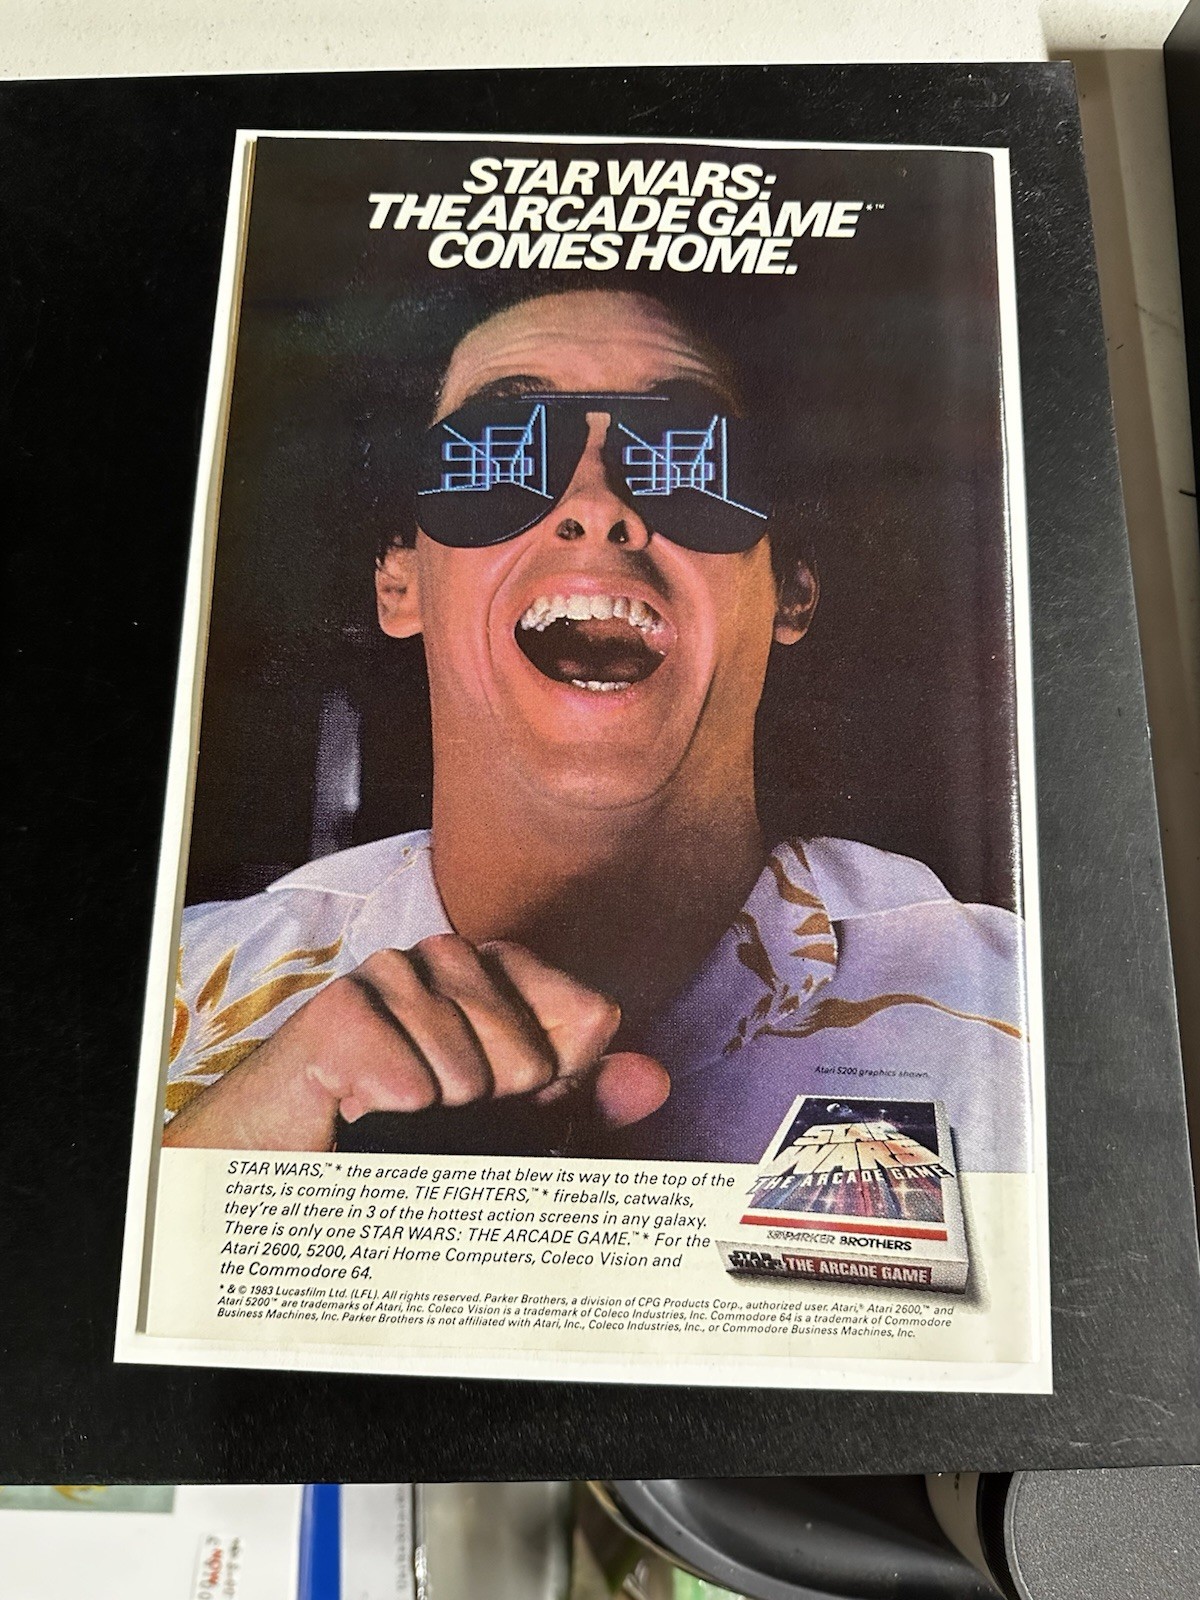 STAR WARS:
THE ARCADE GAME*™
COMES HOME.
Atari 5200 graphics shown.
STAR WARS
THE ARCADE GAME
PARKER BROTHERS
STAR WARS THE ARCADE GAME
STAR WARS,™* the arcade game that blew its way to the top of the
charts, is coming home. TIE FIGHTERS,™* fireballs, catwalks,
they're all there in 3 of the hottest action screens in any galaxy.
There is only one STAR WARS: THE ARCADE GAME.™* For the
Atari 2600, 5200, Atari Home Computers, Coleco Vision and
the Commodore 64.
* & © 1983 Lucasfilm Ltd. (LFL). All rights reserved. Parker Brothers, a division of CPG Products Corp., authorized user. Atari,® Atari 2600,™ and
Atari 5200™ are trademarks of Atari, Inc. Coleco Vision is a trademark of Coleco Industries, Inc. Commodore 64 is a trademark of Commodore
Business Machines, Inc. Parker Brothers is not affiliated with Atari, Inc., Coleco Industries, Inc., or Commodore Business Machines, Inc.